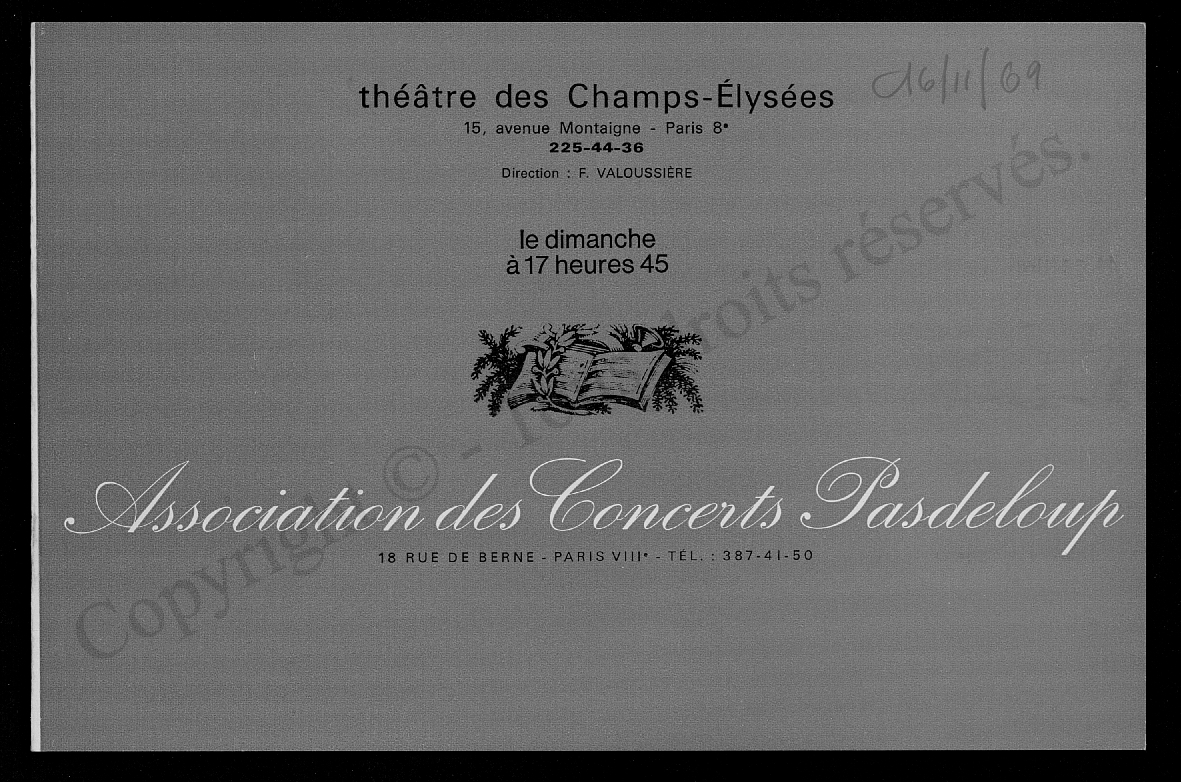 16/11/69
théâtre des Champs-Élysées
15, avenue Montaigne - Paris 8e
225-44-36
Direction : F. VALOUSSIÈRE
le dimanche
à 17 heures 45
Association des Concerts Pasdeloup
18 RUE DE BERNE - PARIS VIIIe - TÉL. : 387-41-50
Copyright © - Tous droits réservés.